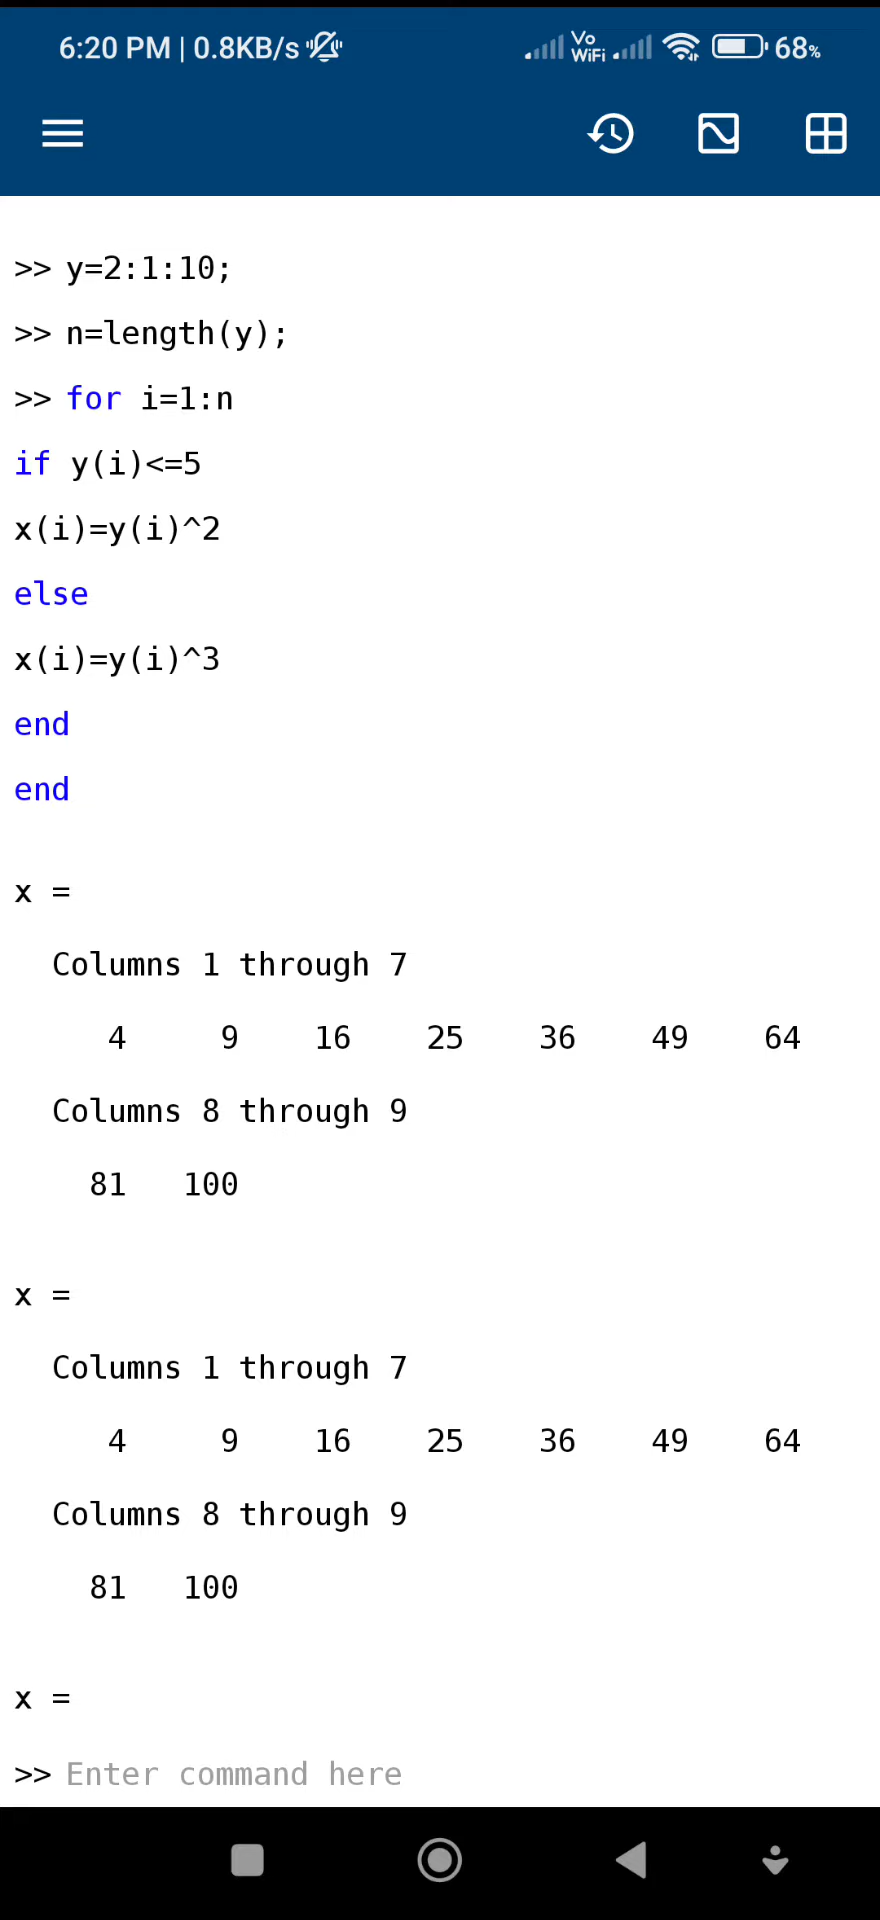 6:20 PM | 0.8KB/s Vo WiFi 68%
>> y=2:1:10;
>> n=length(y);
>> for i=1:n
if y(i)<=5
x(i)=y(i)^2
else
x(i)=y(i)^3
end
end
x =
Columns 1 through 7
4 9 16 25 36 49 64
Columns 8 through 9
81 100
x =
Columns 1 through 7
4 9 16 25 36 49 64
Columns 8 through 9
81 100
x =
>> Enter command here